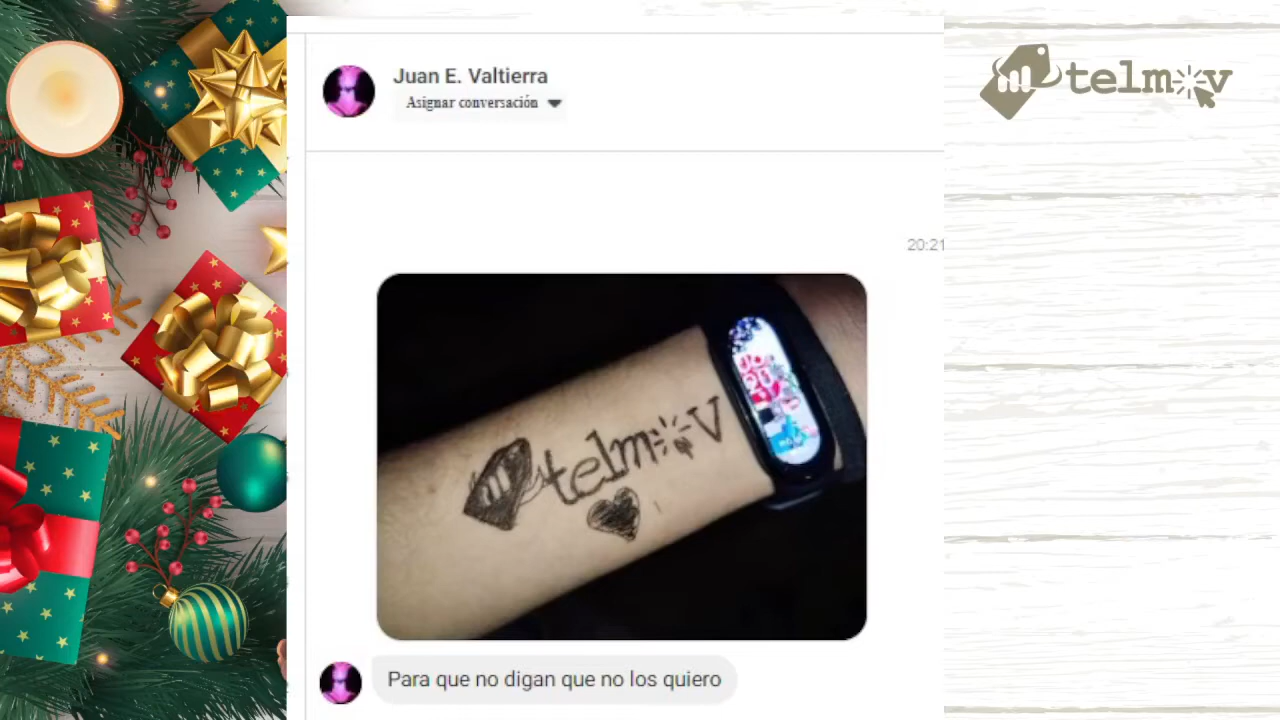 Juan E. Valtierra
telmov
Asignar conversación
20:21
telmov
Para que no digan que no los quiero